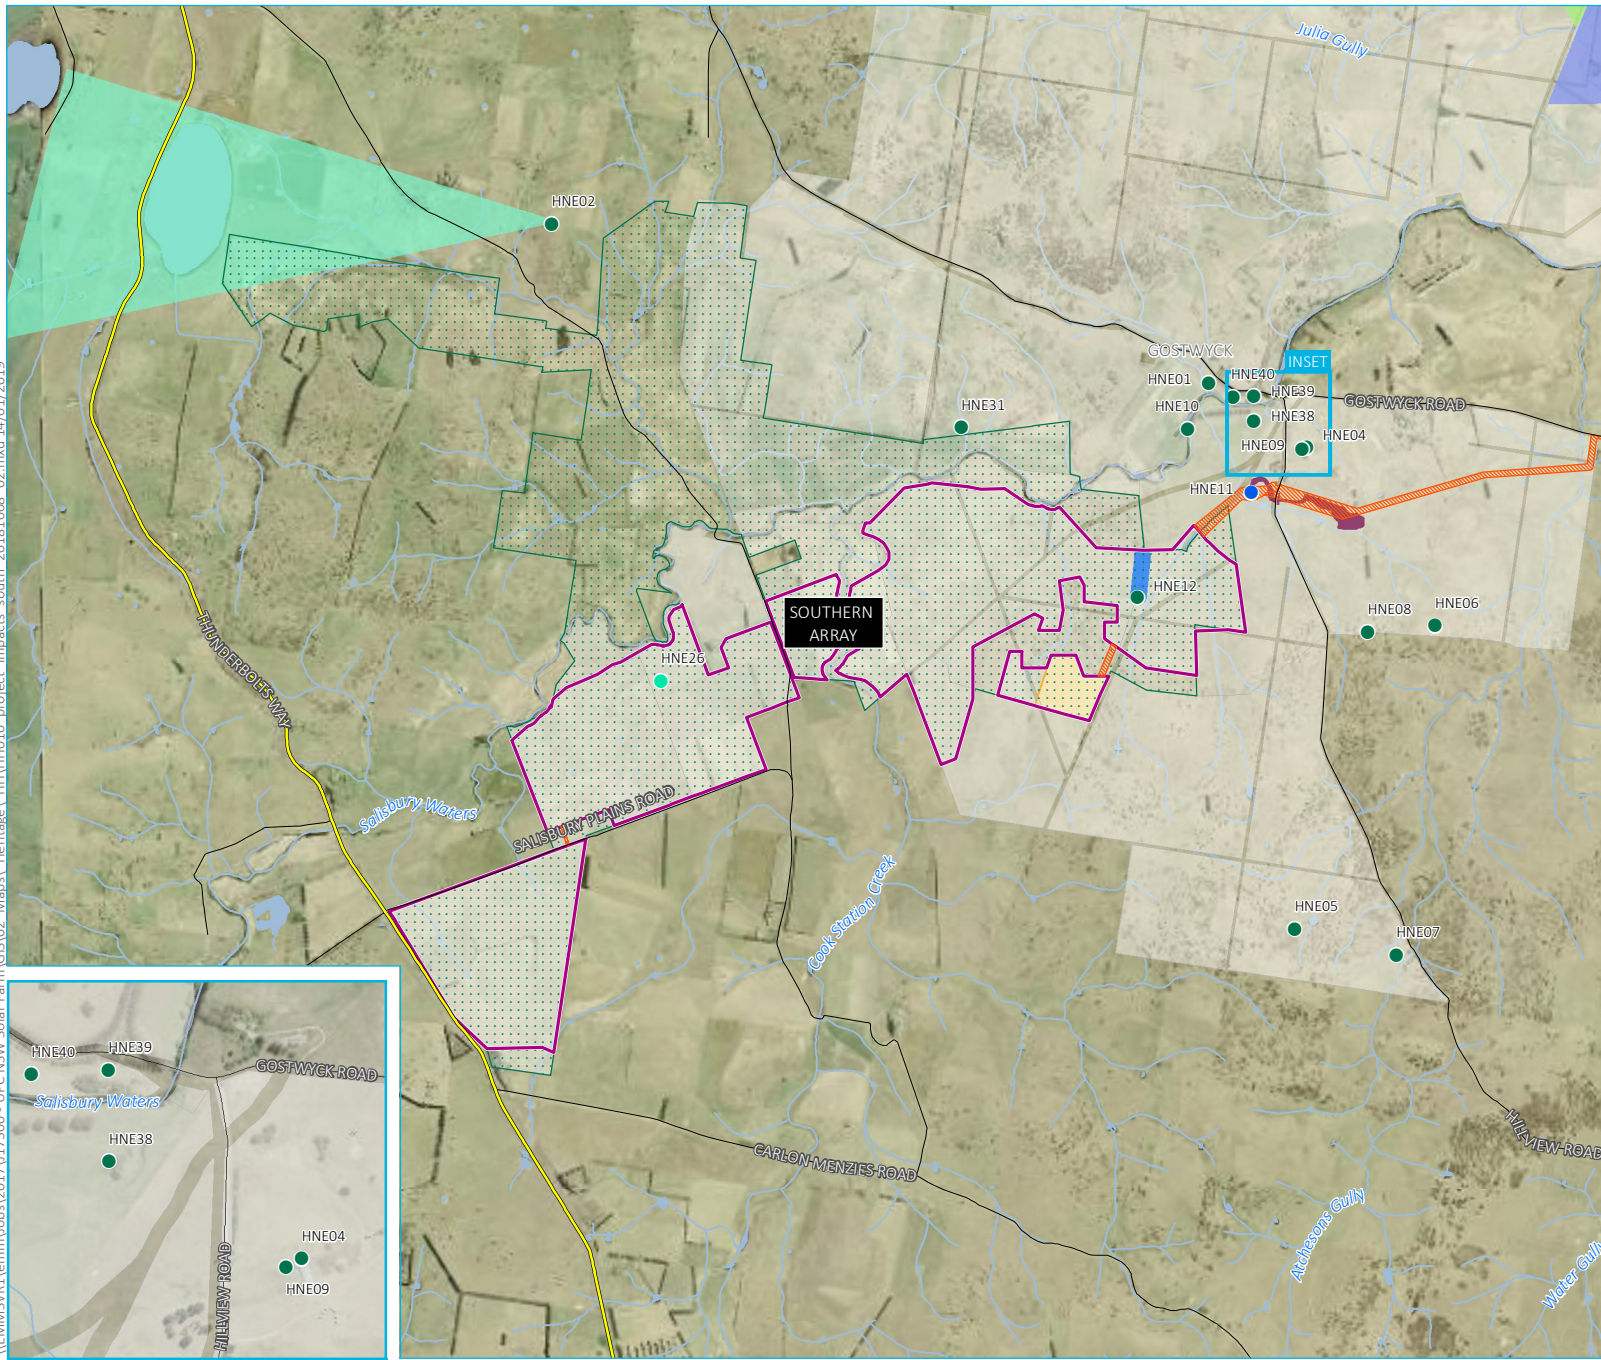 Julia Gully
HNE02
GOSTWYCK
INSET
HNE01
HNE40
HNE39
GOSTWYCK ROAD
HNE31
HNE10
HNE38
HNE09
HNE04
HNE11
HNE12
SOUTHERN
ARRAY
HNE08
HNE06
THUNDERBOLTS WAY
HNE26
Salisbury Waters
SALISBURY PLAINS ROAD
Cook Station Creek
HNE05
HNE07
HNE40
HNE39
GOSTWYCK ROAD
Salisbury Waters
HNE38
HNE04
HNE09
HILLVIEW ROAD
CARLON MENZIES ROAD
HILLVIEW ROAD
Atchesons Gully
Water Gully